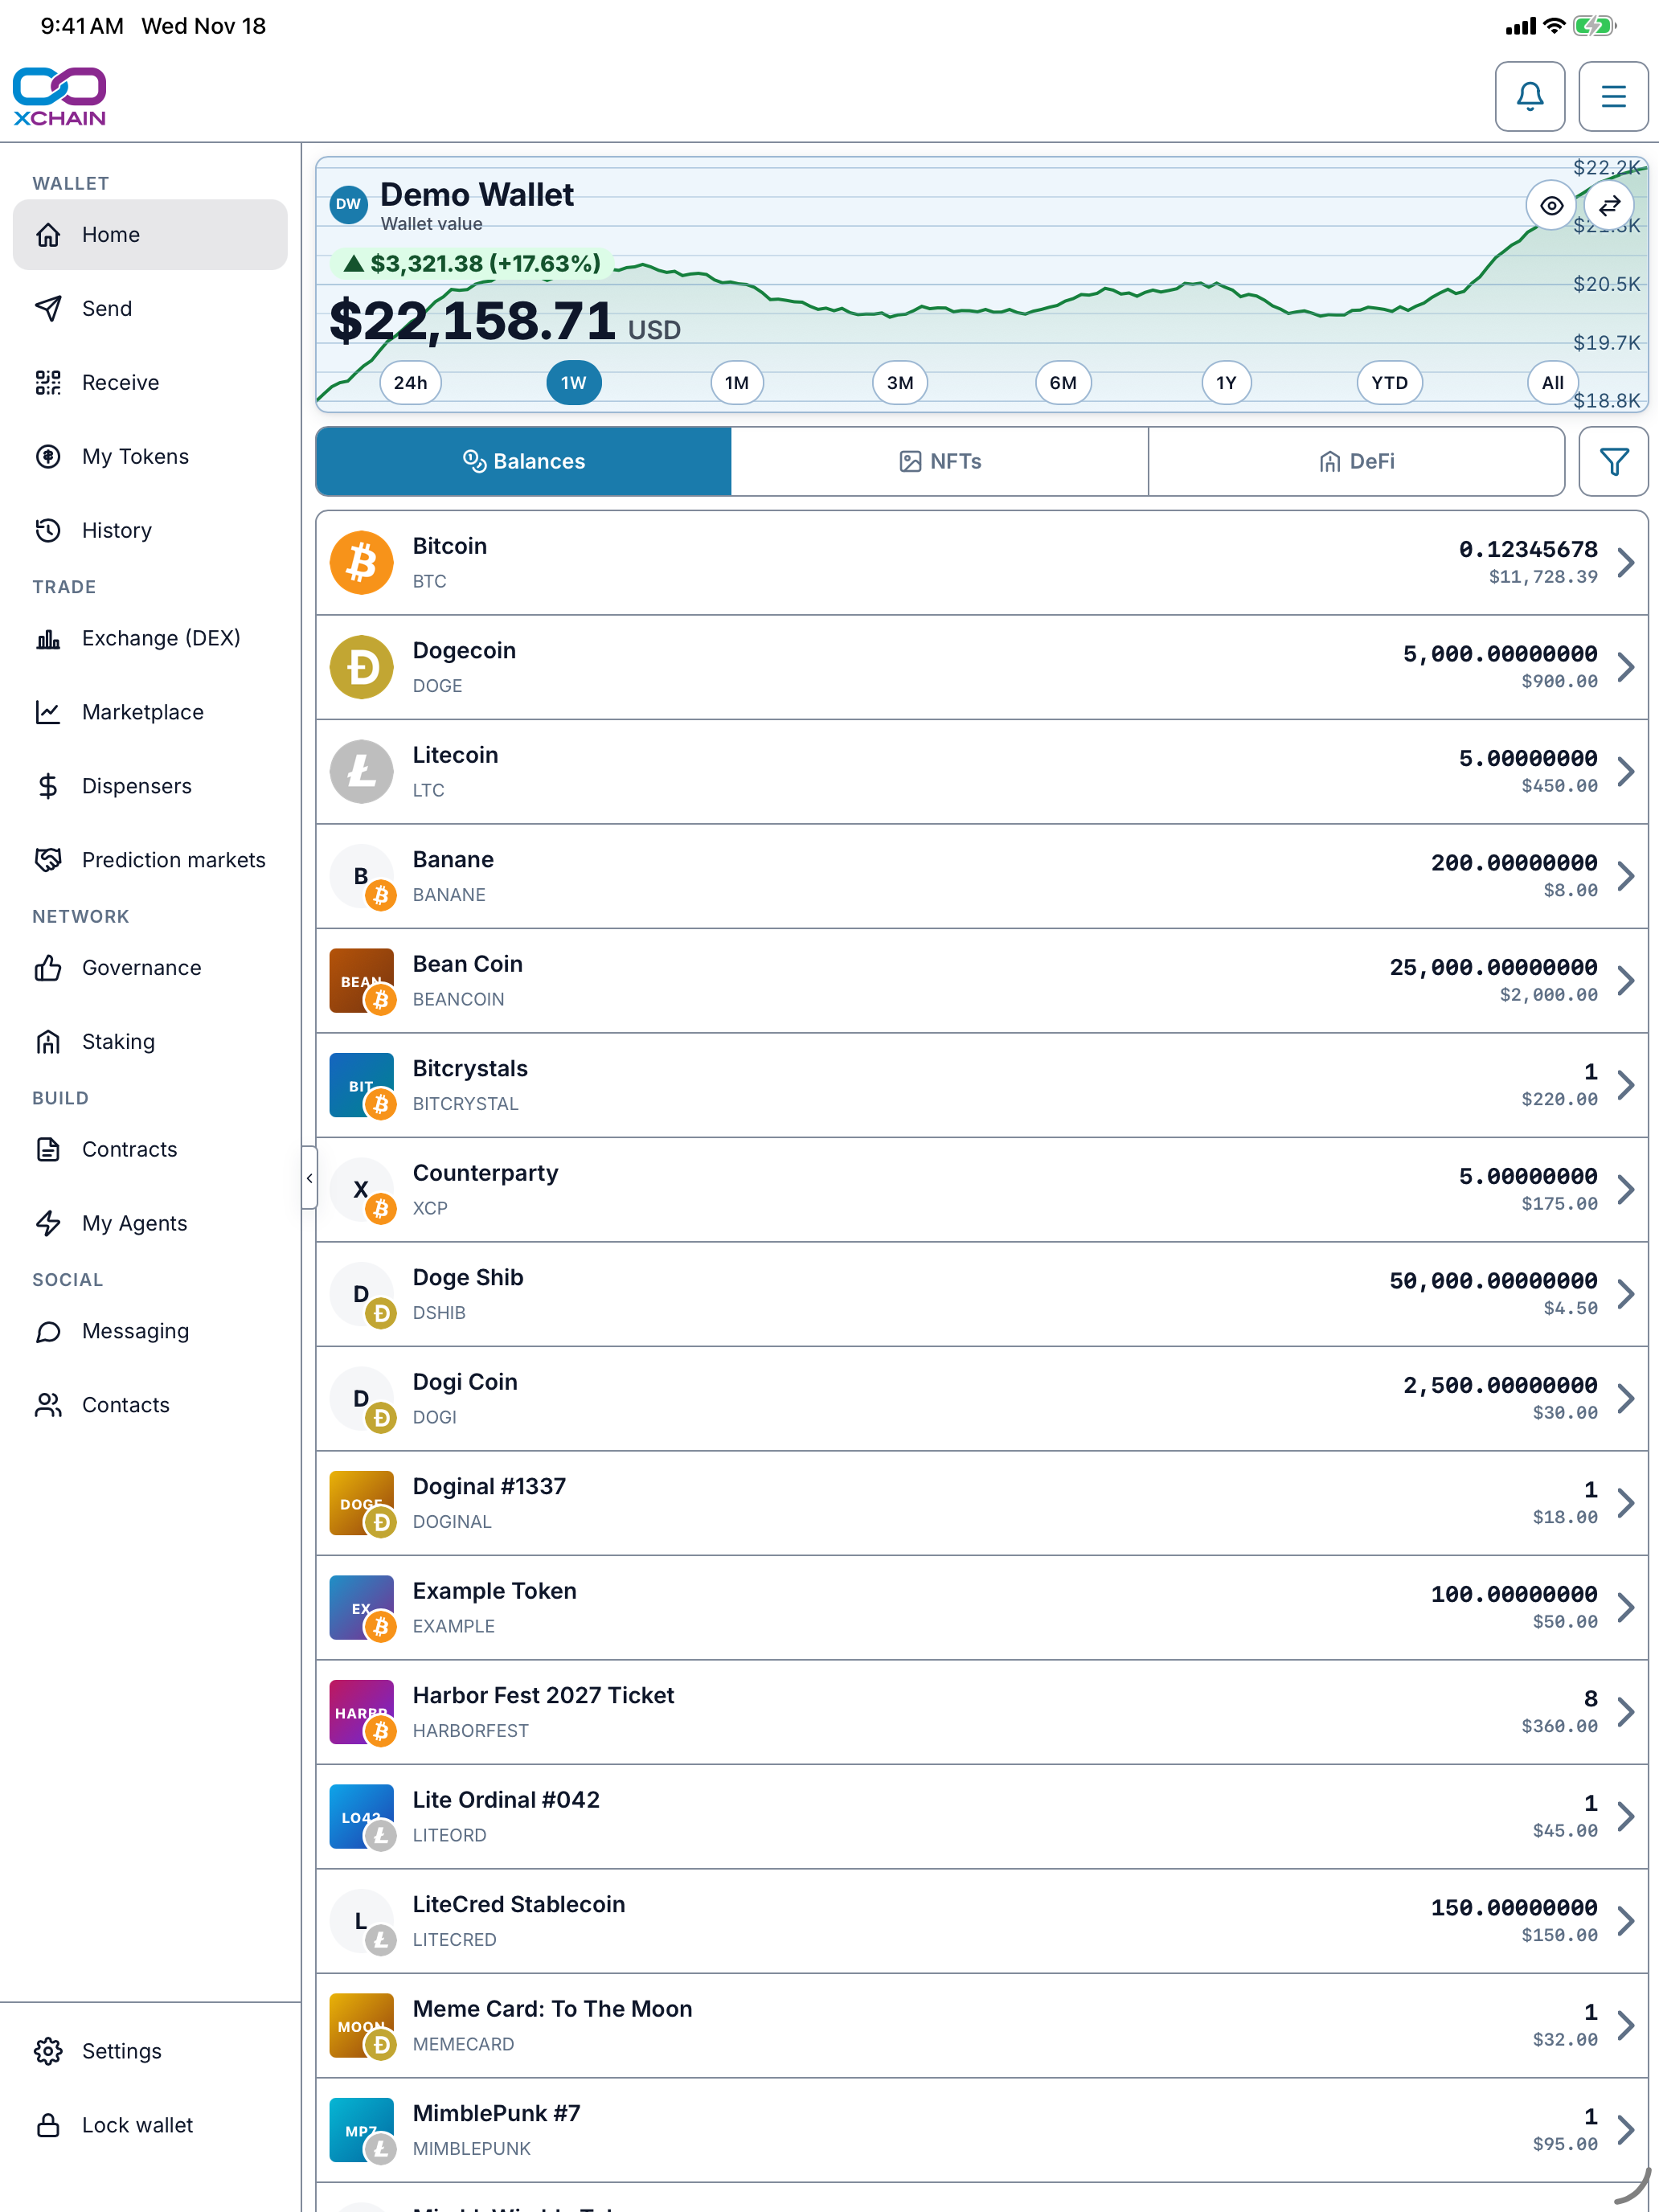 9:41 AM Wed Nov 18
XCHAIN
WALLET
Home
Send
Receive
My Tokens
History
TRADE
Exchange (DEX)
Marketplace
Dispensers
Prediction markets
NETWORK
Governance
Staking
BUILD
Contracts
My Agents
SOCIAL
Messaging
Contacts
Settings
Lock wallet
DW Demo Wallet
Wallet value
▲ $3,321.38 (+17.63%)
$22,158.71 USD
$22.2K
$20.5K
$19.7K
$18.8K
24h 1W 1M 3M 6M 1Y YTD All
Balances NFTs DeFi
Bitcoin
BTC
0.12345678
$11,728.39
Dogecoin
DOGE
5,000.00000000
$900.00
Litecoin
LTC
5.00000000
$450.00
B
Banane
BANANE
200.00000000
$8.00
BEAN
Bean Coin
BEANCOIN
25,000.00000000
$2,000.00
BIT
Bitcrystals
BITCRYSTAL
1
$220.00
X
Counterparty
XCP
5.00000000
$175.00
D
Doge Shib
DSHIB
50,000.00000000
$4.50
D
Dogi Coin
DOGI
2,500.00000000
$30.00
DOGE
Doginal #1337
DOGINAL
1
$18.00
EX
Example Token
EXAMPLE
100.00000000
$50.00
Harbor Fest 2027 Ticket
HARBORFEST
8
$360.00
LO42
Lite Ordinal #042
LITEORD
1
$45.00
L
LiteCred Stablecoin
LITECRED
150.00000000
$150.00
MOON
Meme Card: To The Moon
MEMECARD
1
$32.00
MP7
MimblePunk #7
MIMBLEPUNK
1
$95.00